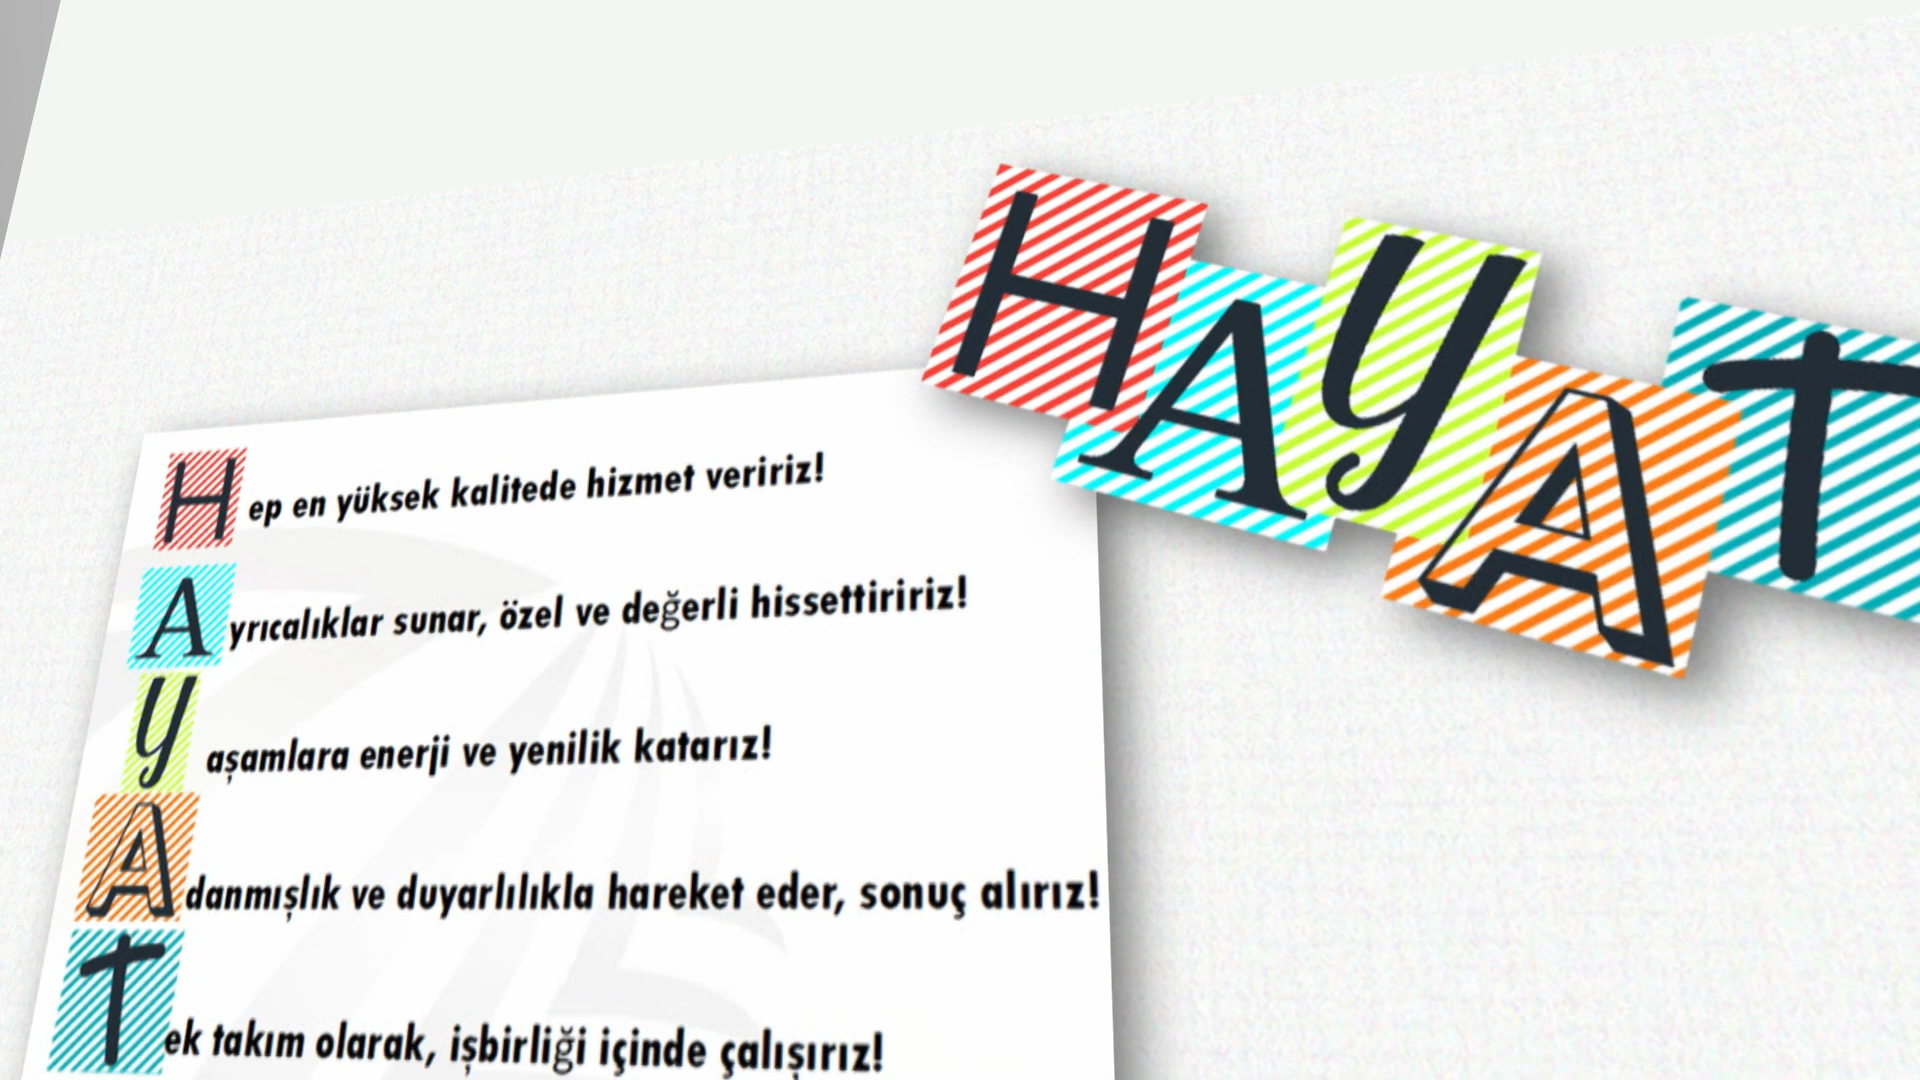 HAYAT
Hep en yüksek kalitede hizmet veririz!
Ayrıcalıklar sunar, özel ve değerli hissettiririz!
Yaşamlara enerji ve yenilik katarız!
Adanmışlık ve duyarlılıkla hareket eder, sonuç alırız!
Tek takım olarak, işbirliği içinde çalışırız!